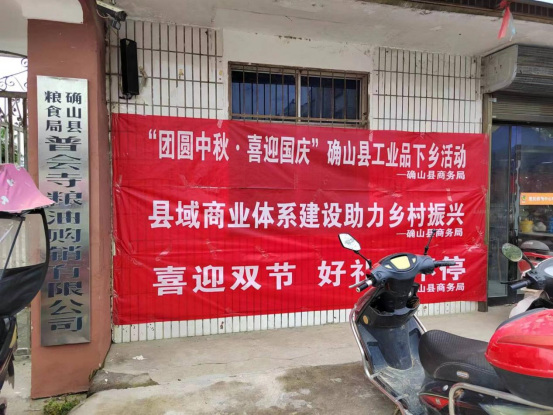 确山县
粮食局
普会寺粮油购销有限公司
“团圆中秋·喜迎国庆”确山县工业品下乡活动
—确山县商务局
县域商业体系建设助力乡村振兴
—确山县商务局
喜迎双节 好礼 停
山县商务局